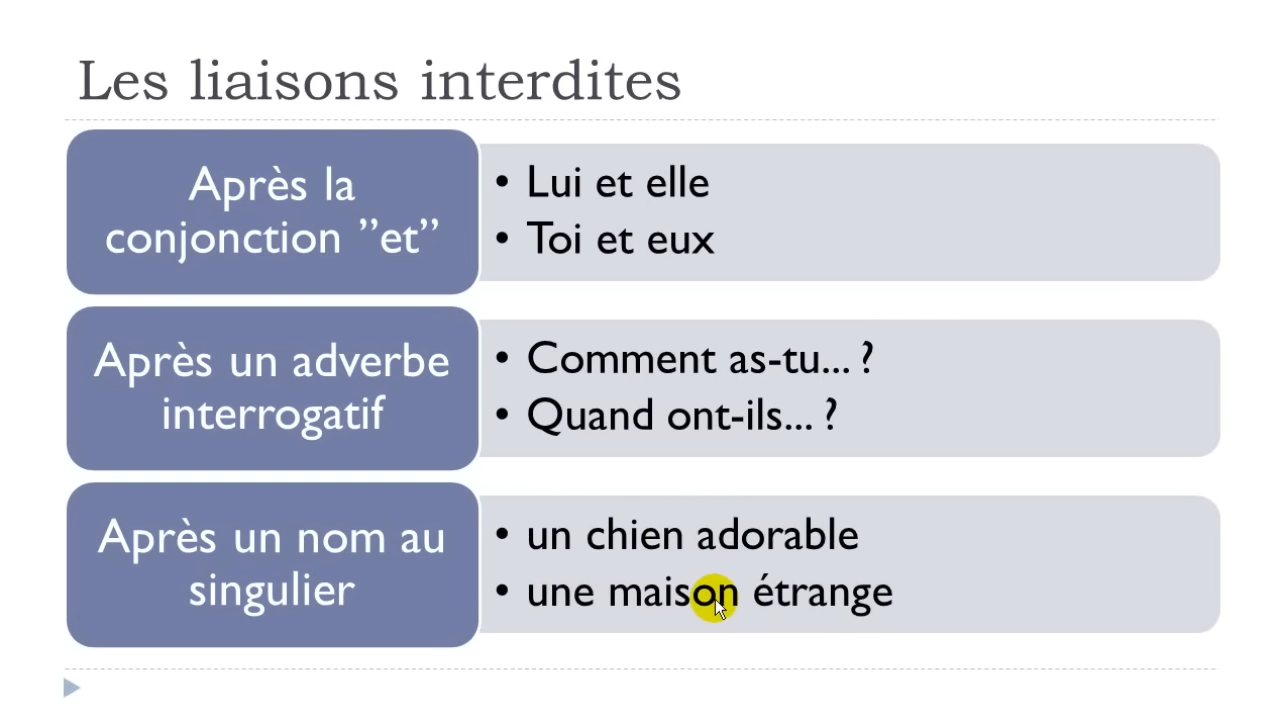 Les liaisons interdites
Après la
conjonction ”et”
• Lui et elle
• Toi et eux
Après un adverbe
interrogatif
• Comment as-tu... ?
• Quand ont-ils... ?
Après un nom au
singulier
• un chien adorable
• une maison étrange